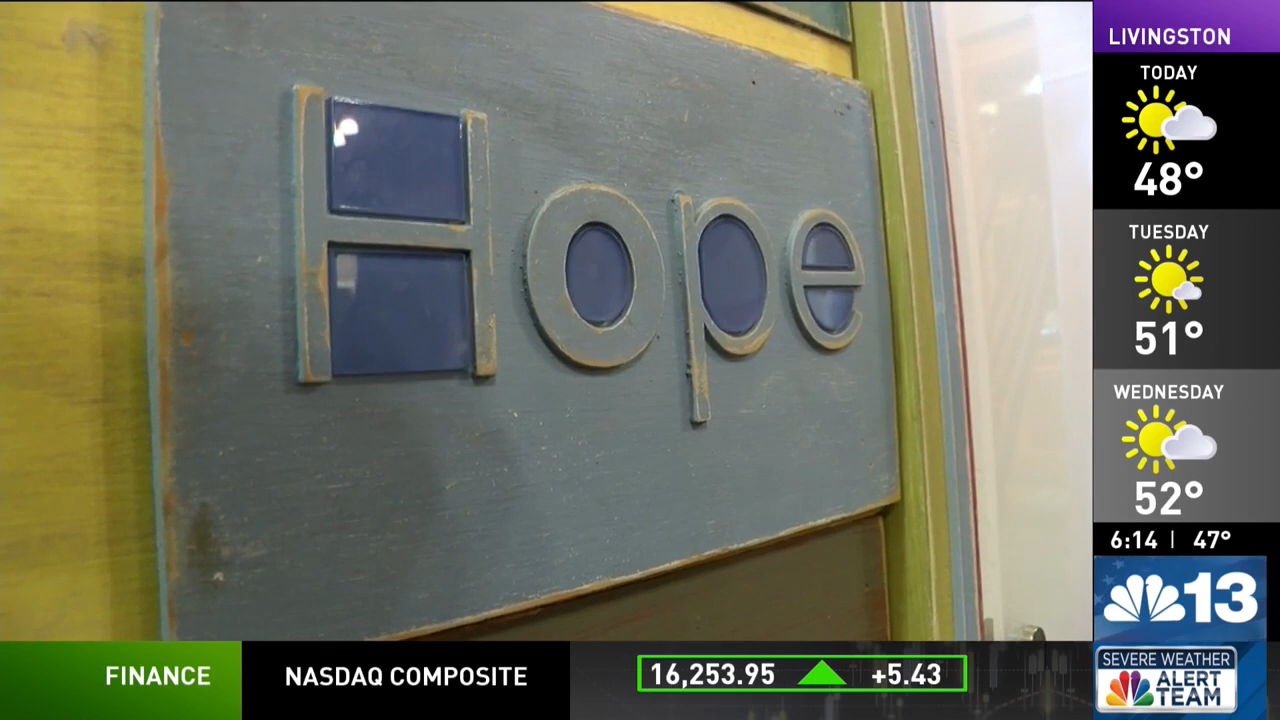 Hope
LIVINGSTON
TODAY
48°
TUESDAY
51°
WEDNESDAY
52°
6:14 | 47°
13
SEVERE WEATHER
ALERT
TEAM
FINANCE
NASDAQ COMPOSITE
16,253.95
+5.43